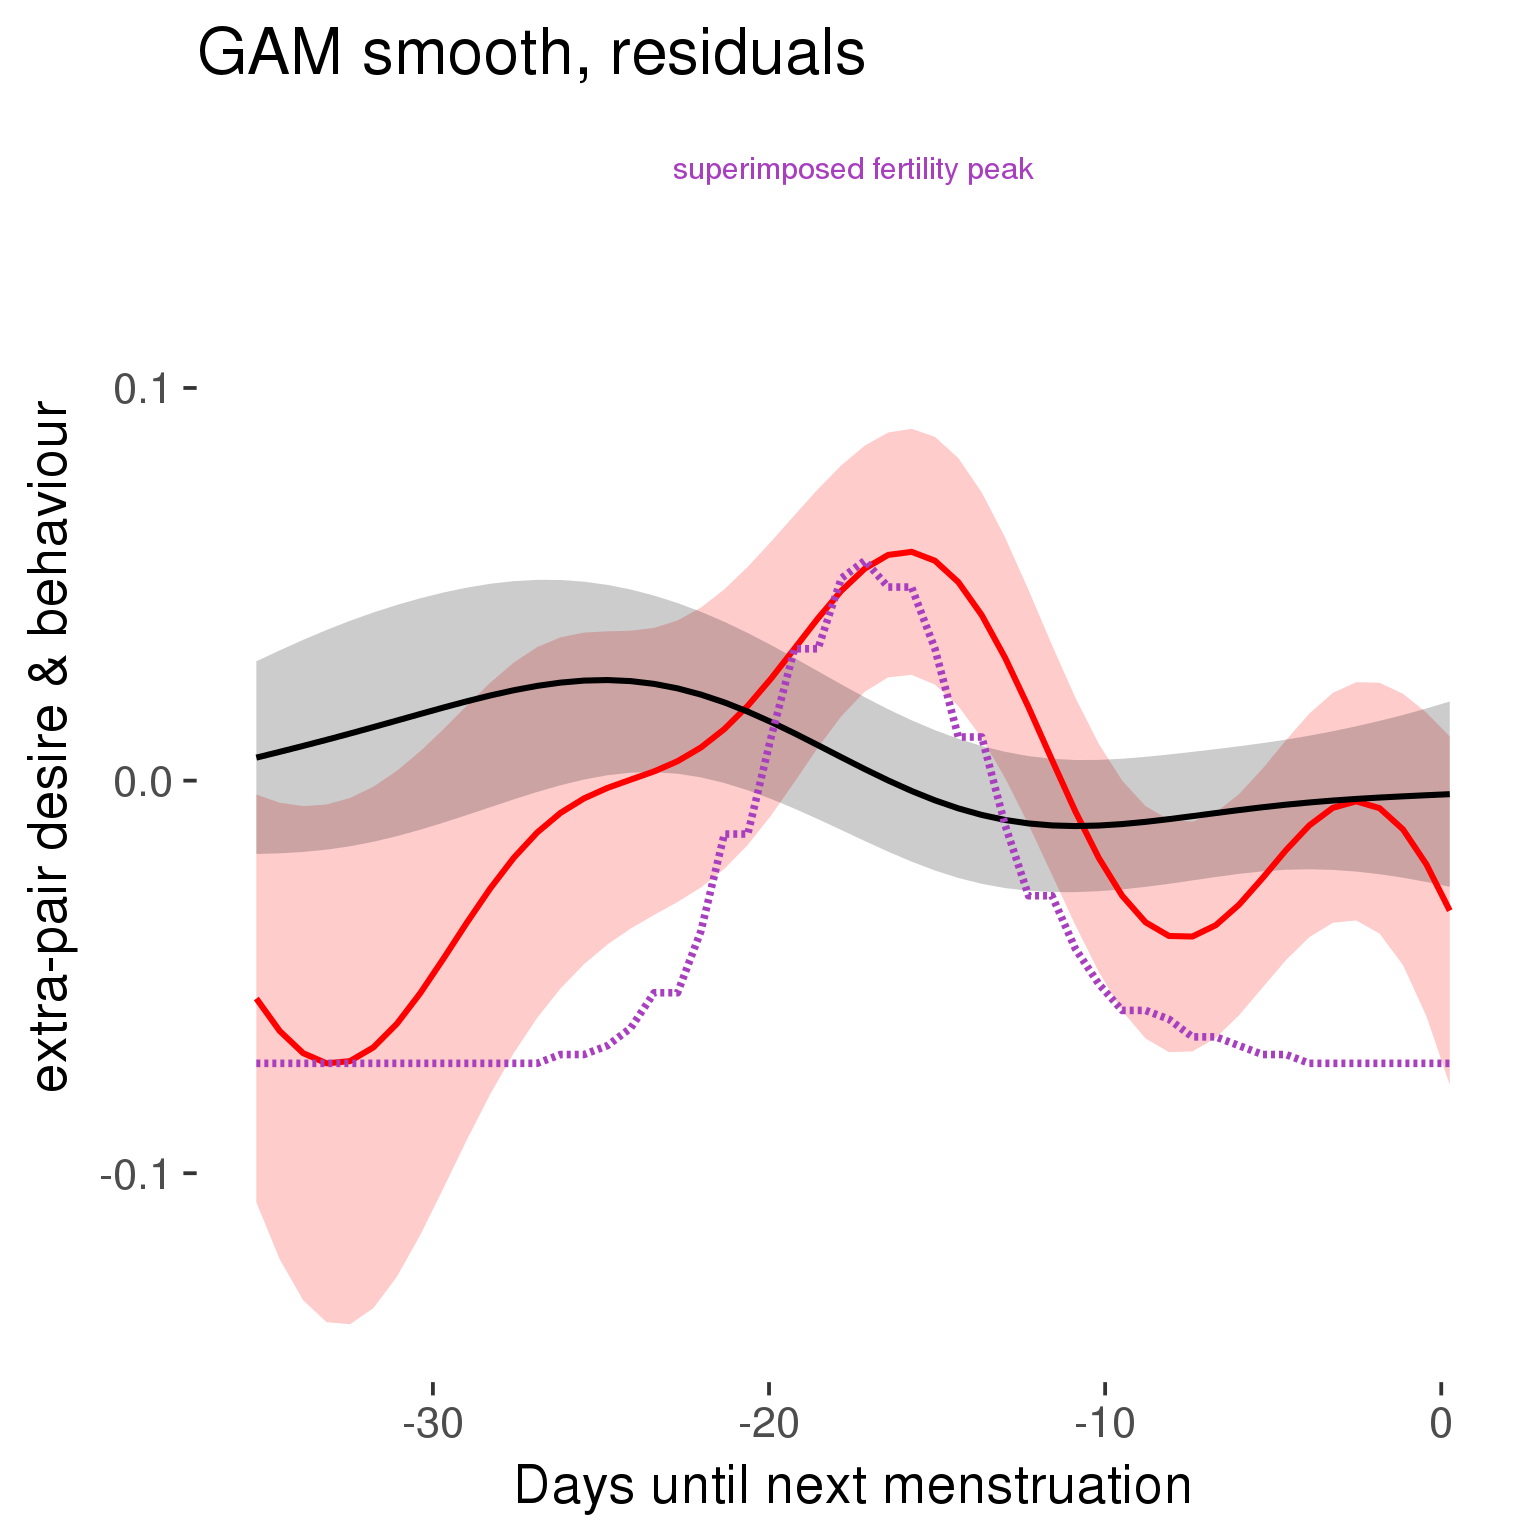 GAM smooth, residuals
superimposed fertility peak
extra-pair desire & behaviour
0.1
0.0
-0.1
-30
-20
-10
0
Days until next menstruation